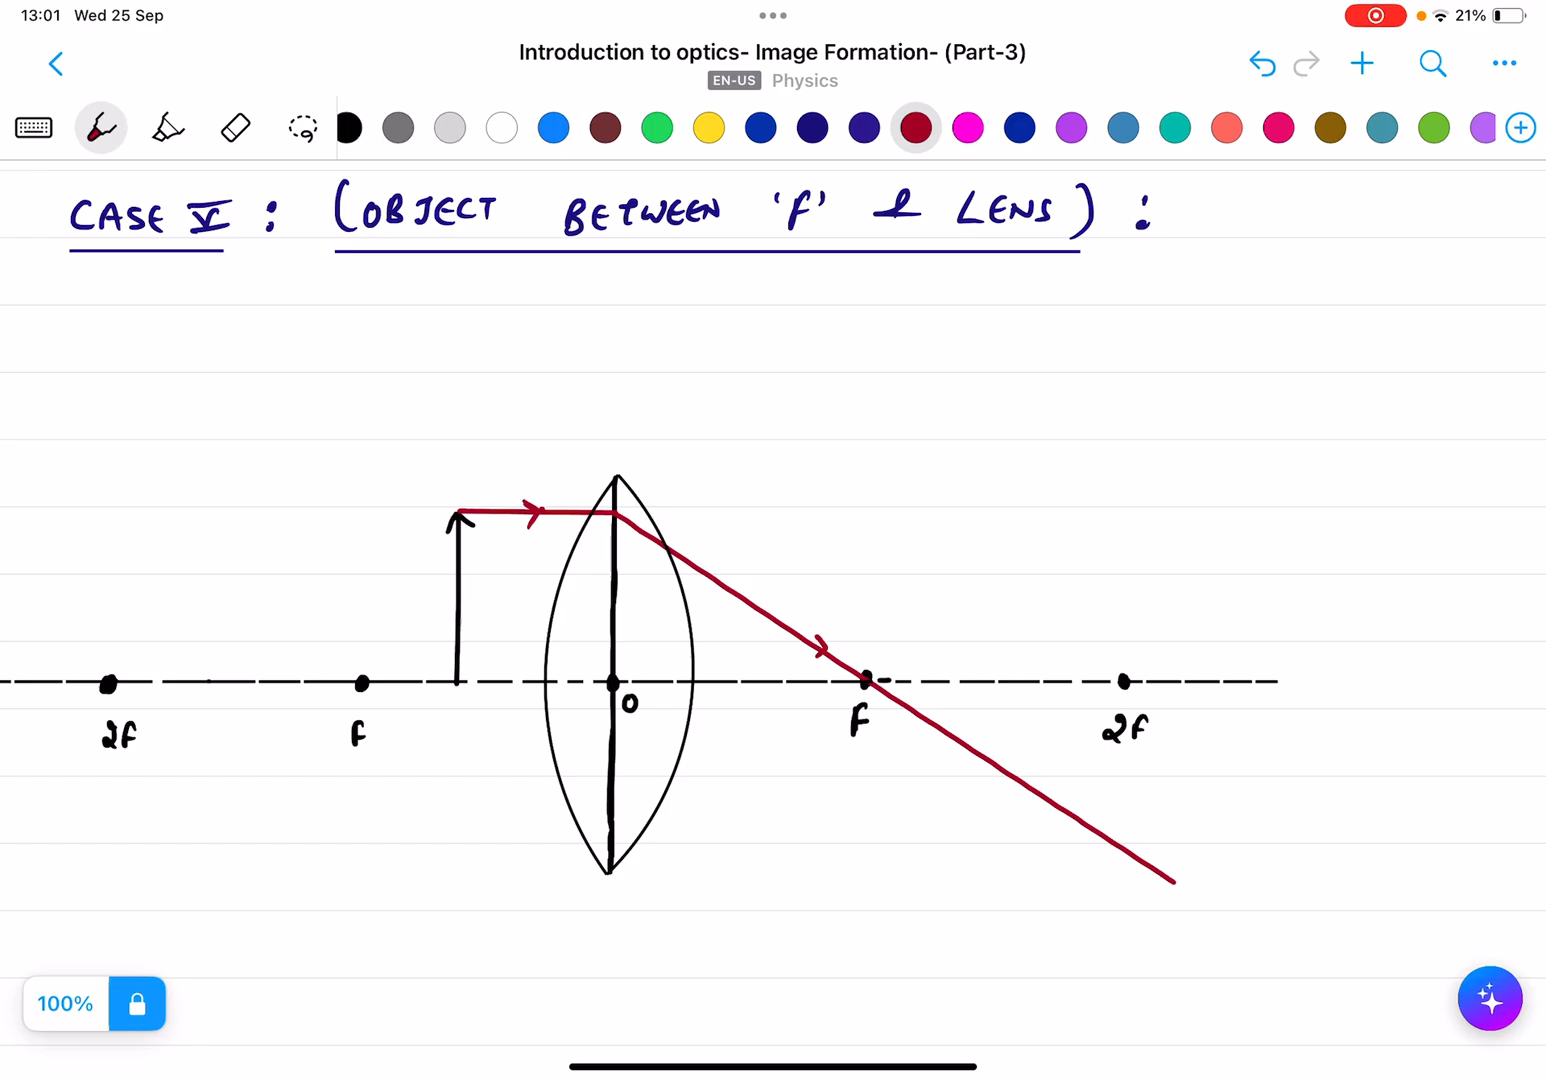 13:01 Wed 25 Sep
21%
Introduction to optics- Image Formation- (Part-3)
EN-US Physics
CASE V : (OBJECT BETWEEN 'F' & LENS) :
O
2F F F 2F
100%